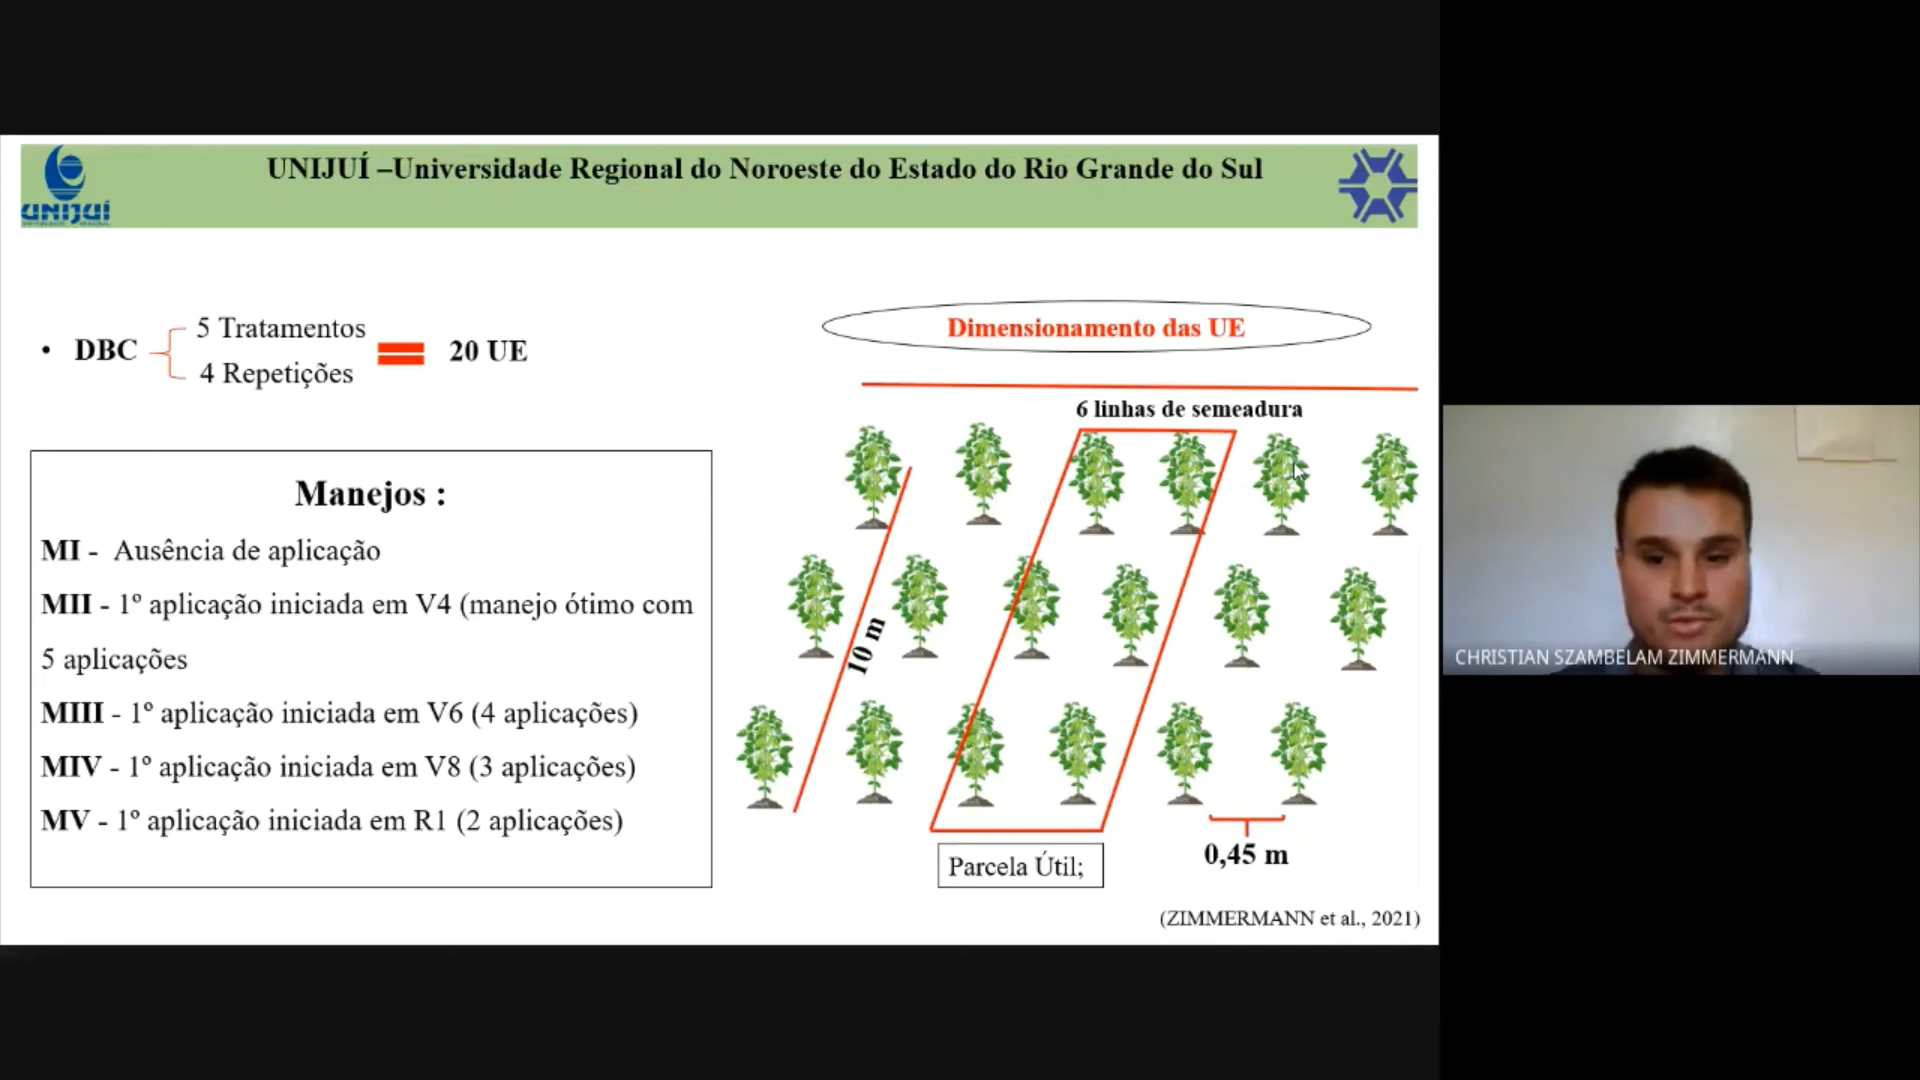 UNIJUÍ –Universidade Regional do Noroeste do Estado do Rio Grande do Sul
UNIJUÍ
• DBC
5 Tratamentos
4 Repetições
20 UE
Manejos :
MI - Ausência de aplicação
MII - 1º aplicação iniciada em V4 (manejo ótimo com
5 aplicações
MIII - 1º aplicação iniciada em V6 (4 aplicações)
MIV - 1º aplicação iniciada em V8 (3 aplicações)
MV - 1º aplicação iniciada em R1 (2 aplicações)
Dimensionamento das UE
6 linhas de semeadura
10 m
0,45 m
Parcela Útil;
(ZIMMERMANN et al., 2021)
CHRISTIAN SZAMBELAM ZIMMERMANN